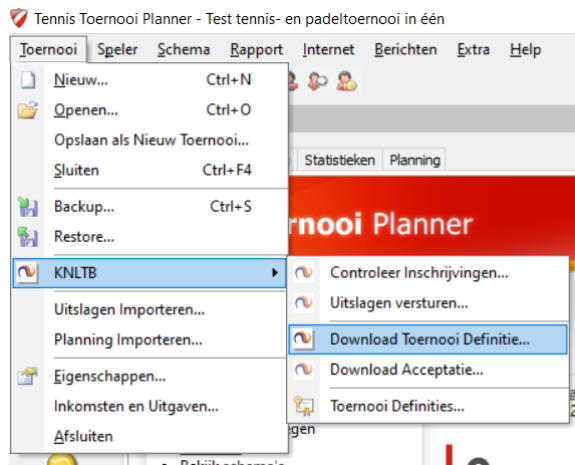 Tennis Toernooi Planner - Test tennis- en padeltoernooi in één
Toernooi Speler Schema Rapport Internet Berichten Extra Help
Nieuw... Ctrl+N
Openen... Ctrl+O
Opslaan als Nieuw Toernooi...
Sluiten Ctrl+F4
Statistieken Planning
Backup... Ctrl+S
Restore...
rnooi Planner
KNLTB
Controleer Inschrijvingen...
Uitslagen versturen...
Uitslagen Importeren...
Planning Importeren...
Download Toernooi Definitie...
Download Acceptatie...
Eigenschappen...
Inkomsten en Uitgaven...
Toernooi Definities...
Afsluiten
egen